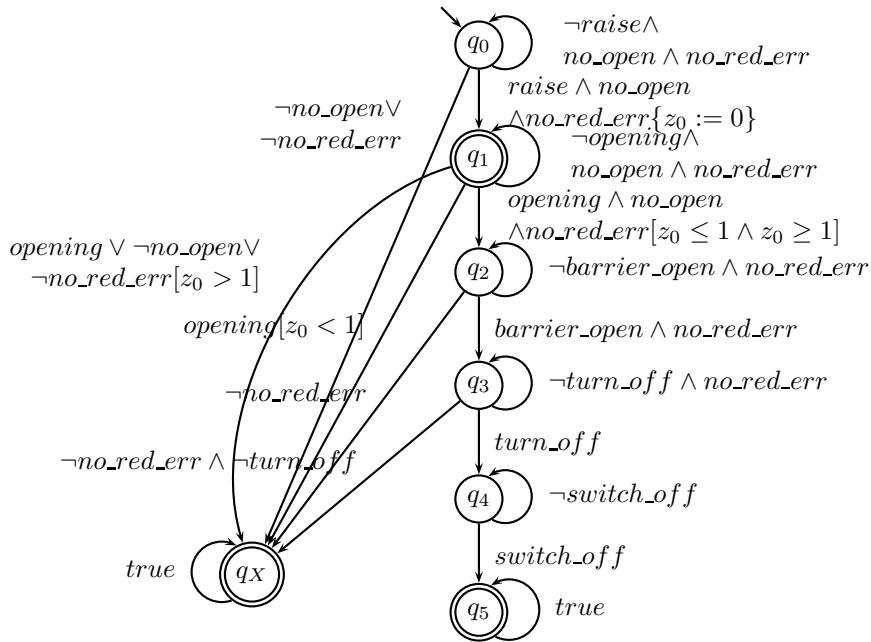 q₀
¬raise∧
no_open ∧ no_red_err
raise ∧ no_open
∧no_red_err{z₀ := 0}
¬no_open∨
¬no_red_err
q₁
¬opening∧
no_open ∧ no_red_err
opening ∧ no_open
∧no_red_err[z₀ ≤ 1 ∧ z₀ ≥ 1]
opening ∨ ¬no_open∨
¬no_red_err[z₀ > 1]
q₂
¬barrier_open ∧ no_red_err
opening[z₀ < 1]
barrier_open ∧ no_red_err
q₃
¬turn_off ∧ no_red_err
¬no_red_err
turn_off
¬no_red_err ∧ ¬turn_off
q₄
¬switch_off
switch_off
true
q_X
q₅
true